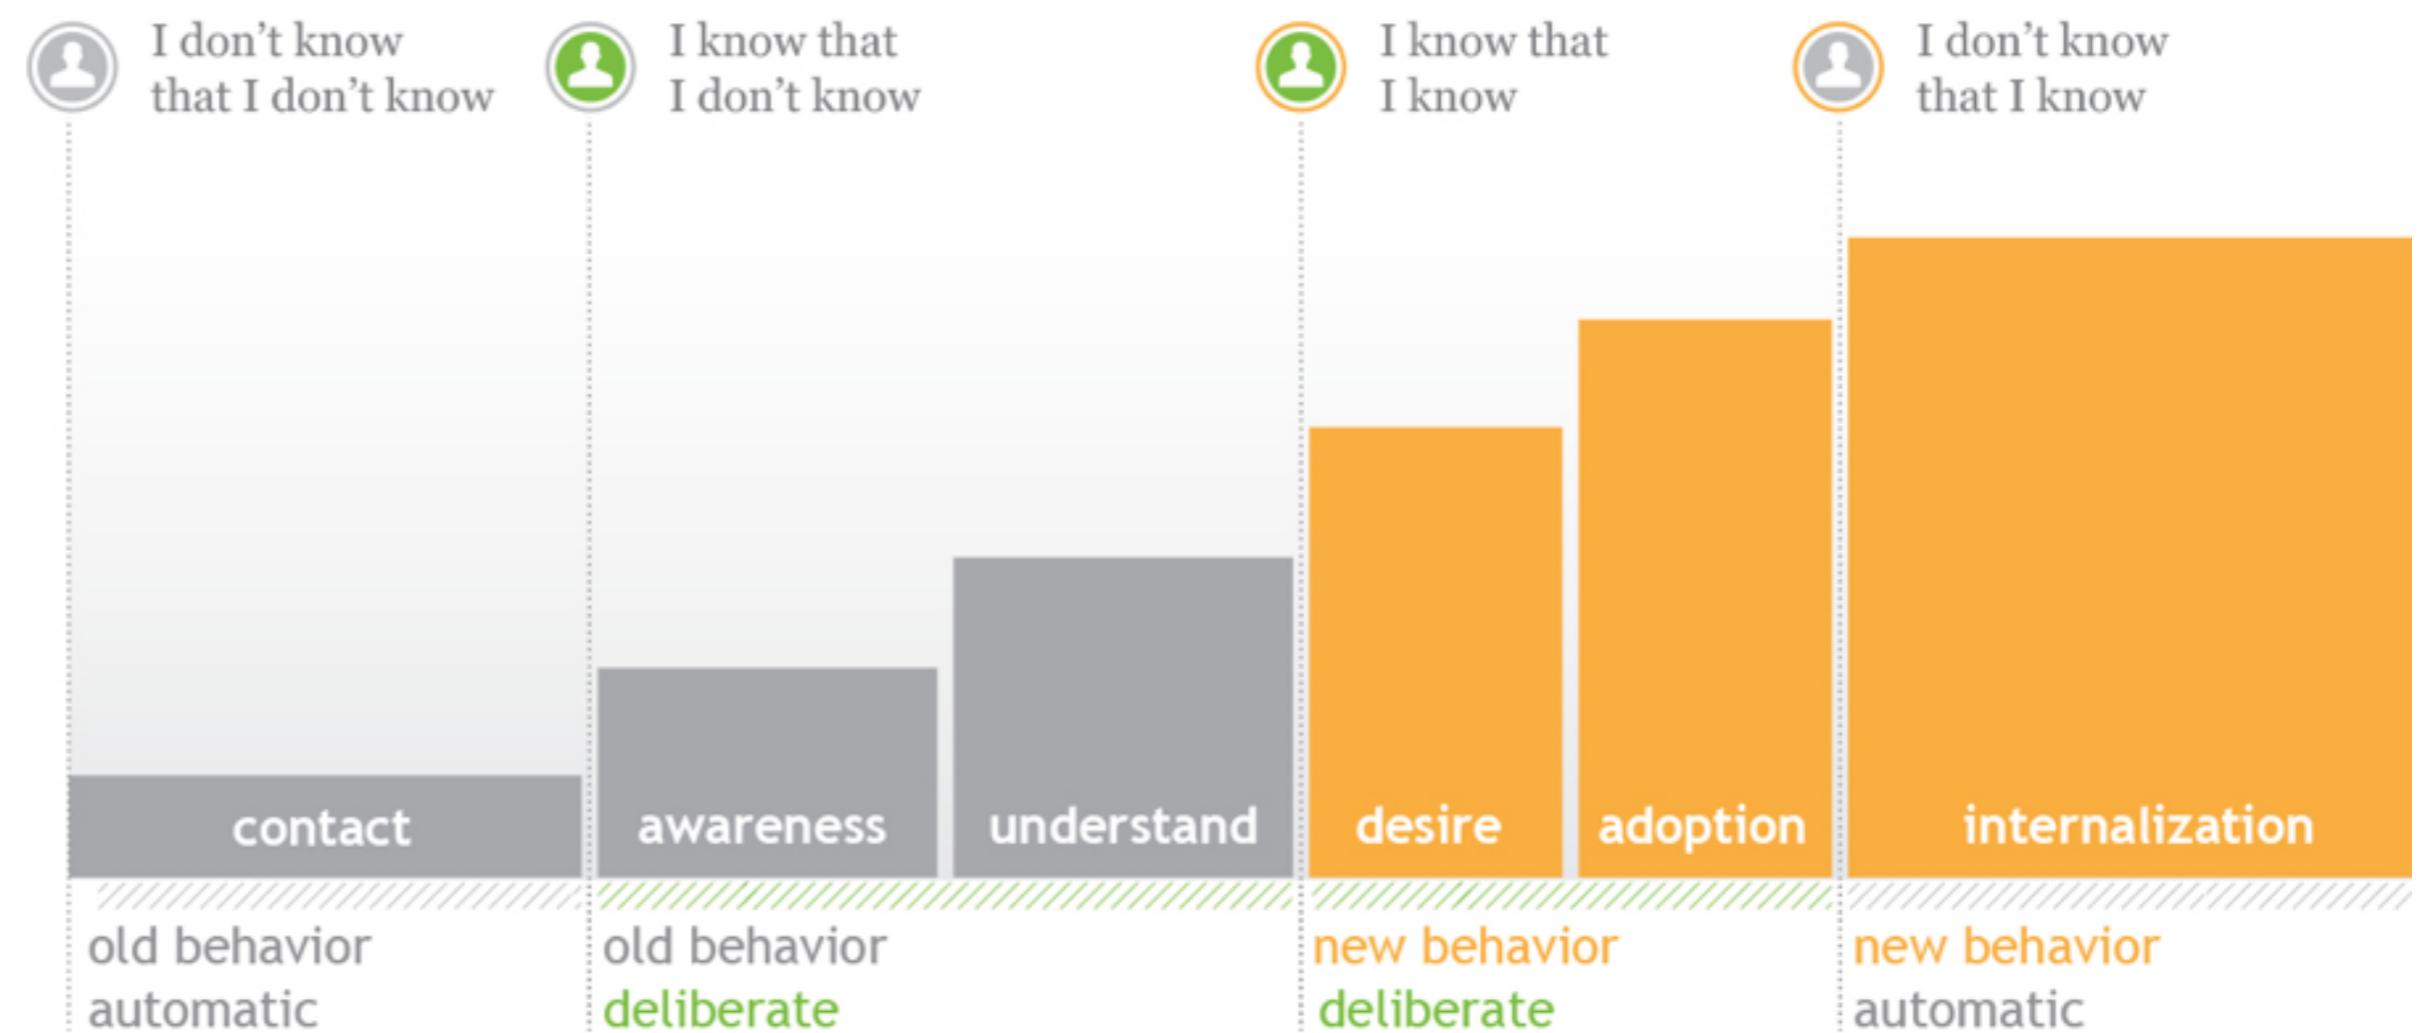 I don't know
that I don't know
I know that
I don't know
I know that
I know
I don't know
that I know
contact
awareness
understand
desire
adoption
internalization
old behavior
automatic
old behavior
deliberate
new behavior
deliberate
new behavior
automatic